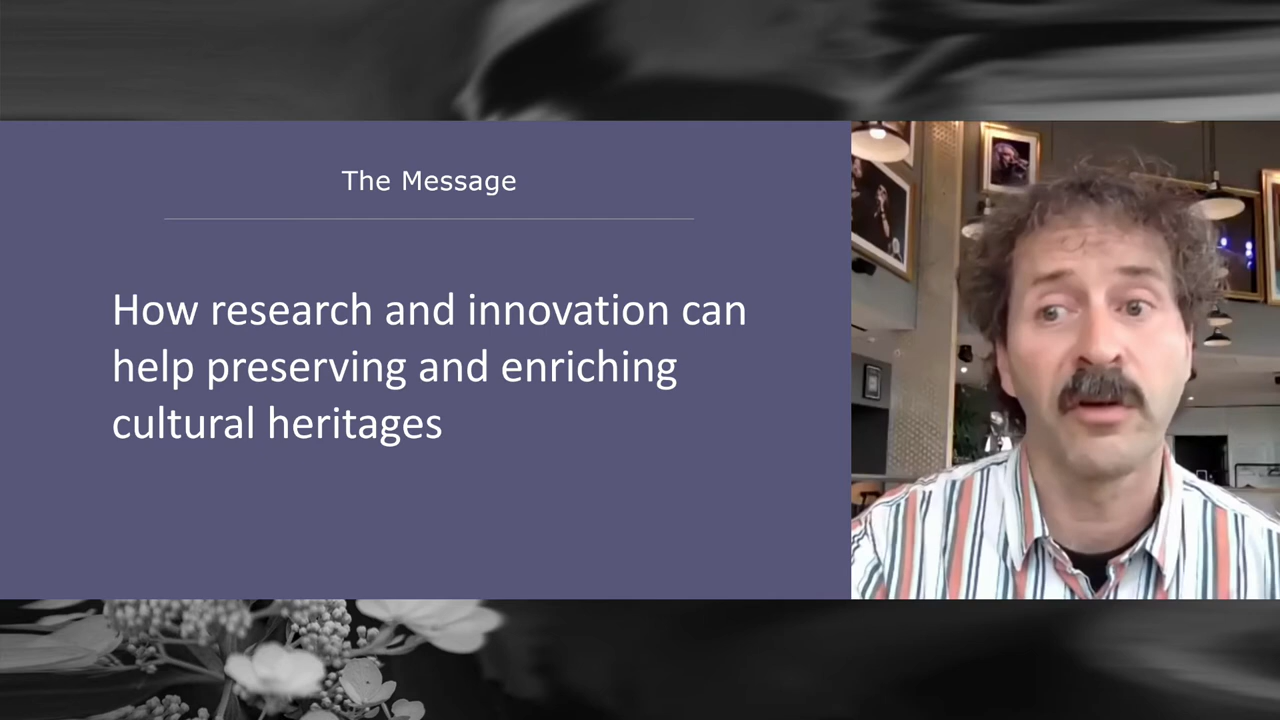 The Message
How research and innovation can
help preserving and enriching
cultural heritages